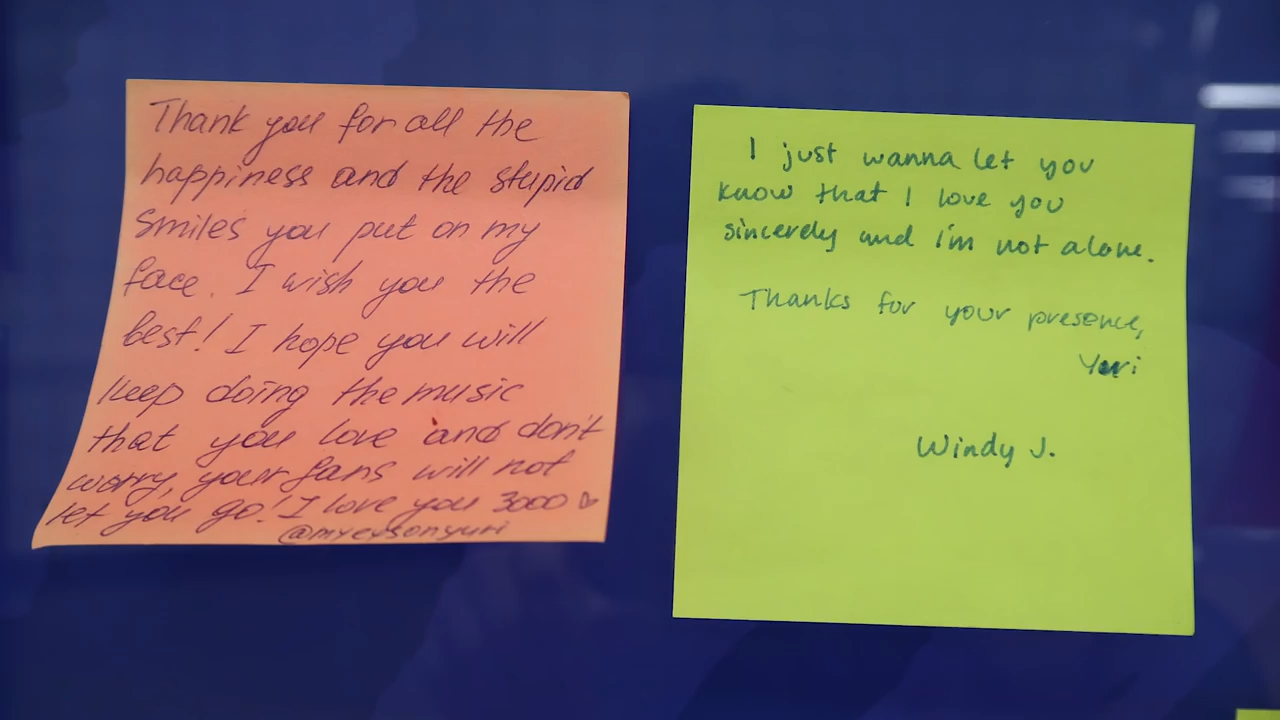 Thank you for all the
happiness and the stupid
smiles you put on my
face. I wish you the
best! I hope you will
keep doing the music
that you love and don't
worry, your fans will not
let you go! I love you 3000 ♡
@myeysonyuri
I just wanna let you
know that I love you
sincerely and I'm not alone.
Thanks for your presence,
Yuri
Windy J.